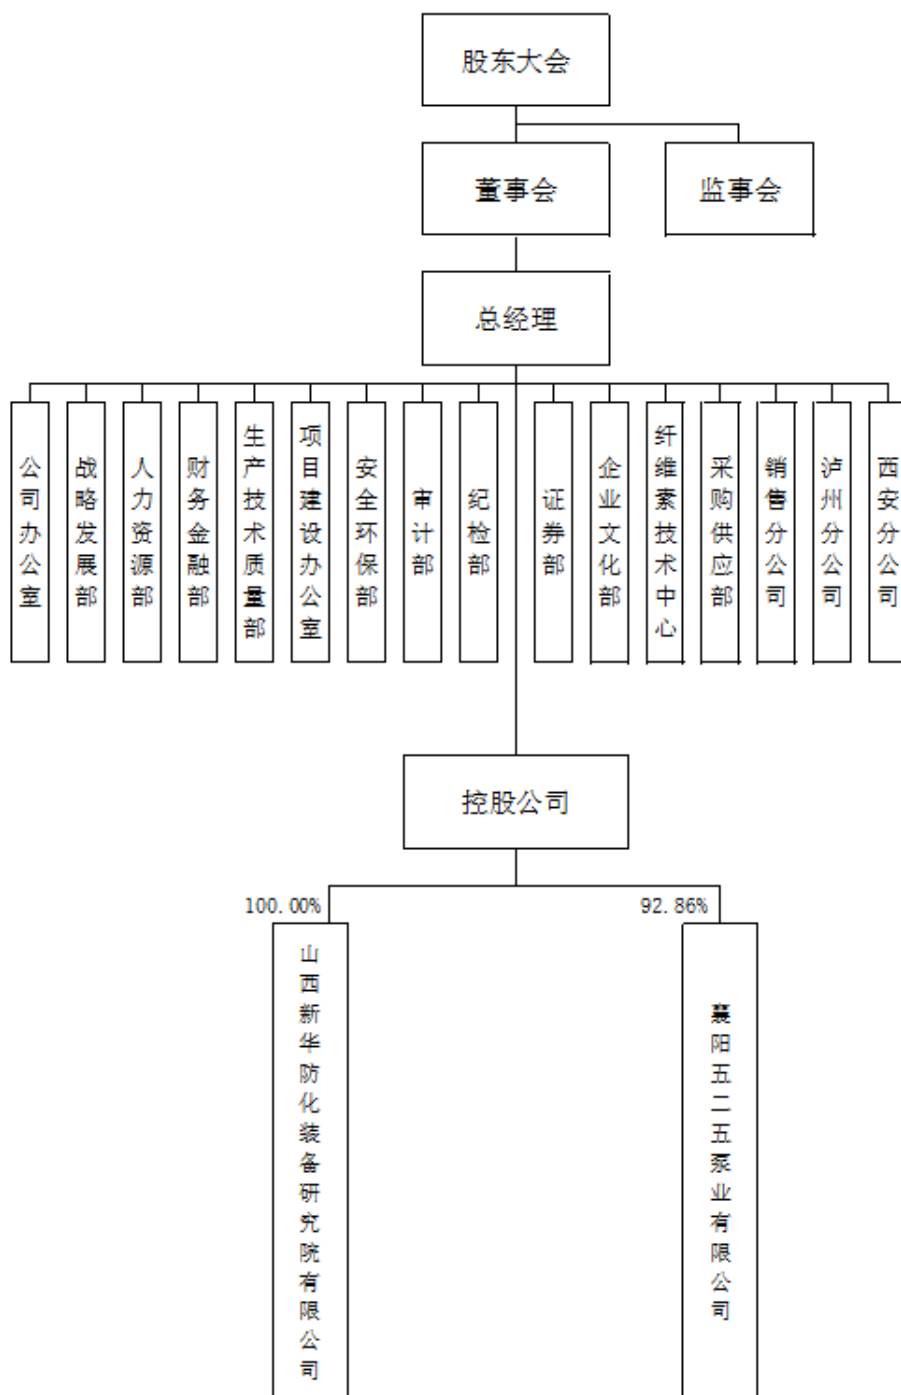 股东大会
董事会
监事会
总经理
公司办公室
战略发展部
人力资源部
财务金融部
生产技术质量部
项目建设办公室
安全环保部
审计部
纪检部
证券部
企业文化部
纤维素技术中心
采购供应部
销售分公司
泸州分公司
西安分公司
控股公司
100.00%
92.86%
山西新华防化装备研究院有限公司
襄阳五二五泵业有限公司